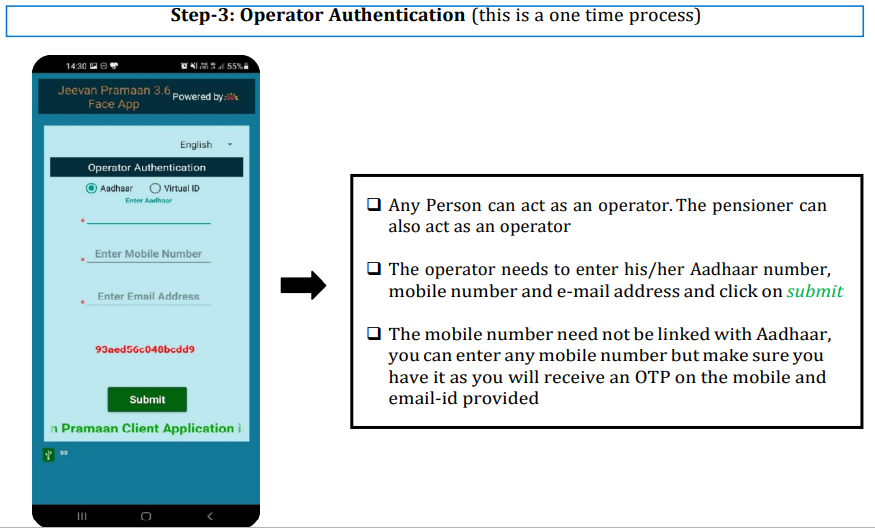 Step-3: Operator Authentication (this is a one time process)
14:30
55%
Jeevan Pramaan 3.6
Face App
Powered by:
English
Operator Authentication
Aadhaar
Virtual ID
Enter Aadhaar
*
* Enter Mobile Number
* Enter Email Address
93aed56c048bcdd9
Submit
n Pramaan Client Application i
Any Person can act as an operator. The pensioner can
also act as an operator
The operator needs to enter his/her Aadhaar number,
mobile number and e-mail address and click on submit
The mobile number need not be linked with Aadhaar,
you can enter any mobile number but make sure you
have it as you will receive an OTP on the mobile and
email-id provided